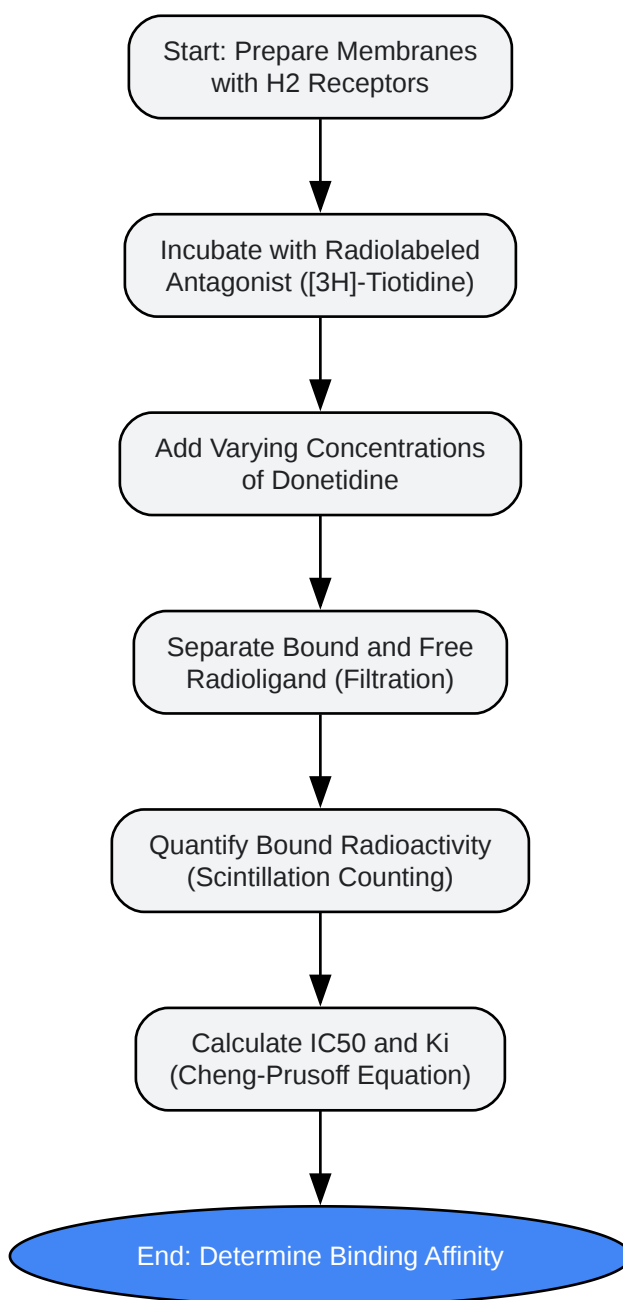 Start: Prepare Membranes
with H2 Receptors
Incubate with Radiolabeled
Antagonist ([3H]-Tiotidine)
Add Varying Concentrations
of Donetidine
Separate Bound and Free
Radioligand (Filtration)
Quantify Bound Radioactivity
(Scintillation Counting)
Calculate IC50 and Ki
(Cheng-Prusoff Equation)
End: Determine Binding Affinity